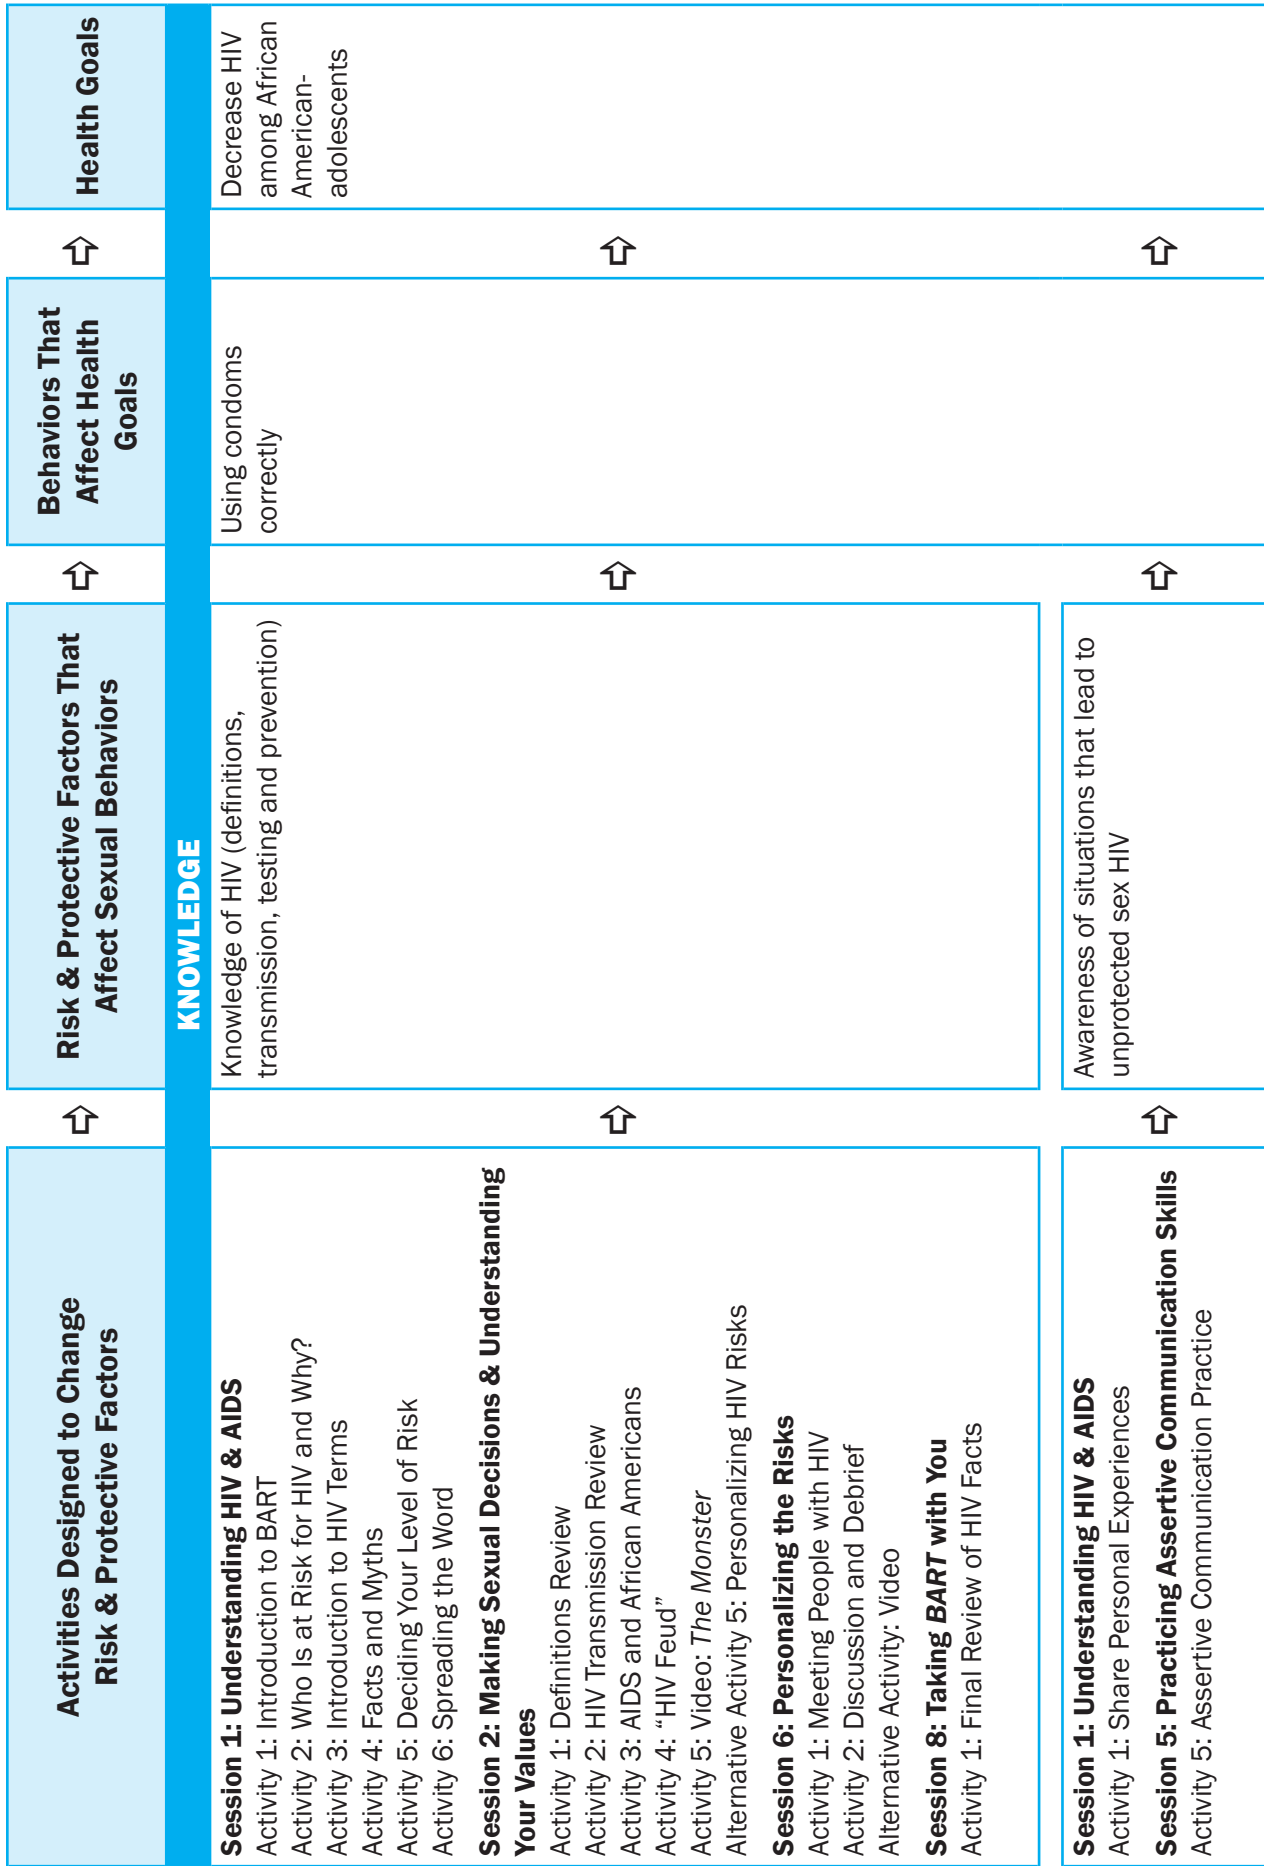 Activities Designed to Change
Risk & Protective Factors
⇨
Risk & Protective Factors That
Affect Sexual Behaviors
⇨
Behaviors That
Affect Health
Goals
⇨
Health Goals
KNOWLEDGE
Session 1: Understanding HIV & AIDS
Activity 1: Introduction to BART
Activity 2: Who Is at Risk for HIV and Why?
Activity 3: Introduction to HIV Terms
Activity 4: Facts and Myths
Activity 5: Deciding Your Level of Risk
Activity 6: Spreading the Word
Session 2: Making Sexual Decisions & Understanding
Your Values
Activity 1: Definitions Review
Activity 2: HIV Transmission Review
Activity 3: AIDS and African Americans
Activity 4: “HIV Feud”
Activity 5: Video: The Monster
Alternative Activity 5: Personalizing HIV Risks
Session 6: Personalizing the Risks
Activity 1: Meeting People with HIV
Activity 2: Discussion and Debrief
Alternative Activity: Video
Session 8: Taking BART with You
Activity 1: Final Review of HIV Facts
⇨
Knowledge of HIV (definitions,
transmission, testing and prevention)
⇨
Using condoms
correctly
⇨
Decrease HIV
among African
American-
adolescents
Session 1: Understanding HIV & AIDS
Activity 1: Share Personal Experiences
Session 5: Practicing Assertive Communication Skills
Activity 5: Assertive Communication Practice
⇨
Awareness of situations that lead to
unprotected sex HIV
⇨
⇨